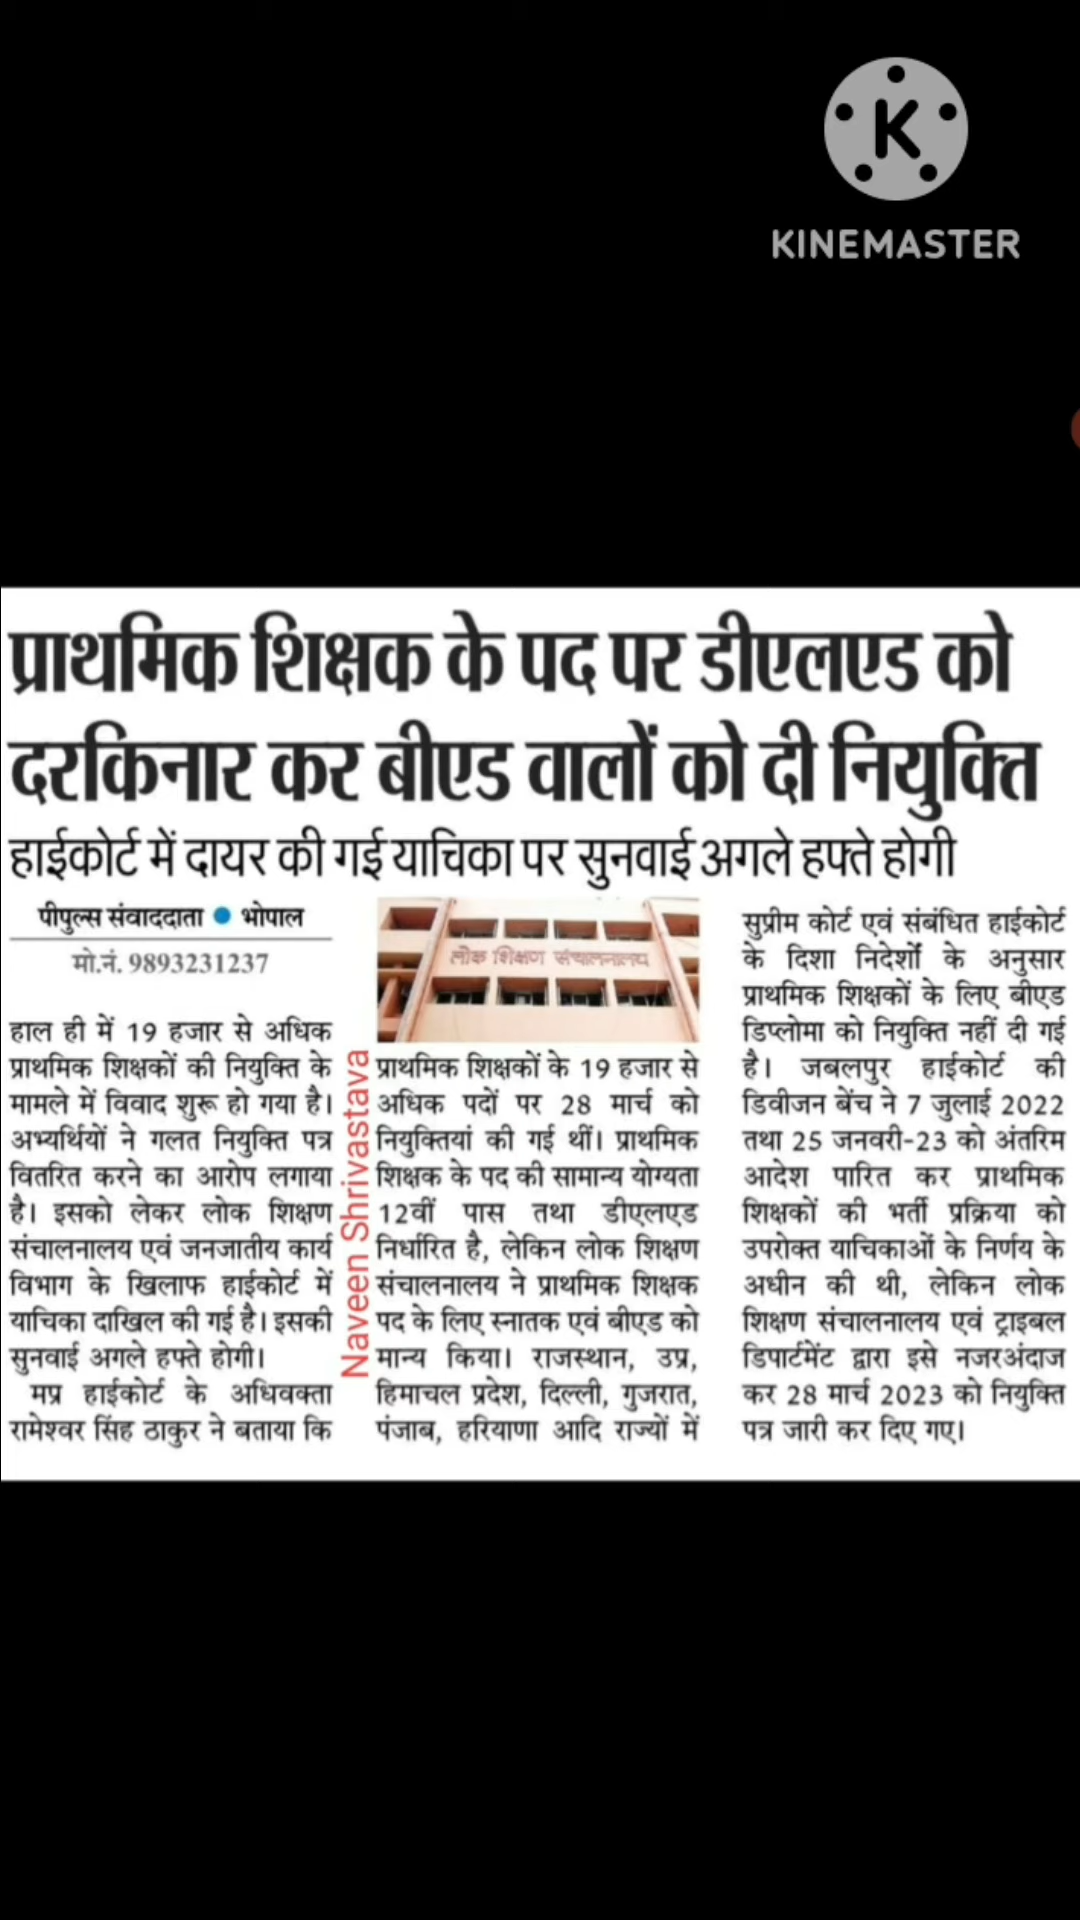 KINEMASTER
प्राथमिक शिक्षक के पद पर डीएलएड को
दरकिनार कर बीएड वालों को दी नियुक्ति
हाईकोर्ट में दायर की गई याचिका पर सुनवाई अगले हफ्ते होगी
पीपुल्स संवाददाता ● भोपाल
मो.नं. 9893231237
हाल ही में 19 हजार से अधिक
प्राथमिक शिक्षकों की नियुक्ति के
मामले में विवाद शुरू हो गया है।
अभ्यर्थियों ने गलत नियुक्ति पत्र
वितरित करने का आरोप लगाया
है। इसको लेकर लोक शिक्षण
संचालनालय एवं जनजातीय कार्य
विभाग के खिलाफ हाईकोर्ट में
याचिका दाखिल की गई है। इसकी
सुनवाई अगले हफ्ते होगी।
मप्र हाईकोर्ट के अधिवक्ता
रामेश्वर सिंह ठाकुर ने बताया कि
Naveen Shrivastava
लोक शिक्षण संचालनालय
प्राथमिक शिक्षकों के 19 हजार से
अधिक पदों पर 28 मार्च को
नियुक्तियां की गई थीं। प्राथमिक
शिक्षक के पद की सामान्य योग्यता
12वीं पास तथा डीएलएड
निर्धारित है, लेकिन लोक शिक्षण
संचालनालय ने प्राथमिक शिक्षक
पद के लिए स्नातक एवं बीएड को
मान्य किया। राजस्थान, उप्र,
हिमाचल प्रदेश, दिल्ली, गुजरात,
पंजाब, हरियाणा आदि राज्यों में
सुप्रीम कोर्ट एवं संबंधित हाईकोर्ट
के दिशा निदेर्शों के अनुसार
प्राथमिक शिक्षकों के लिए बीएड
डिप्लोमा को नियुक्ति नहीं दी गई
है। जबलपुर हाईकोर्ट की
डिवीजन बेंच ने 7 जुलाई 2022
तथा 25 जनवरी-23 को अंतरिम
आदेश पारित कर प्राथमिक
शिक्षकों की भर्ती प्रक्रिया को
उपरोक्त याचिकाओं के निर्णय के
अधीन की थी, लेकिन लोक
शिक्षण संचालनालय एवं ट्राइबल
डिपार्टमेंट द्वारा इसे नजरअंदाज
कर 28 मार्च 2023 को नियुक्ति
पत्र जारी कर दिए गए।